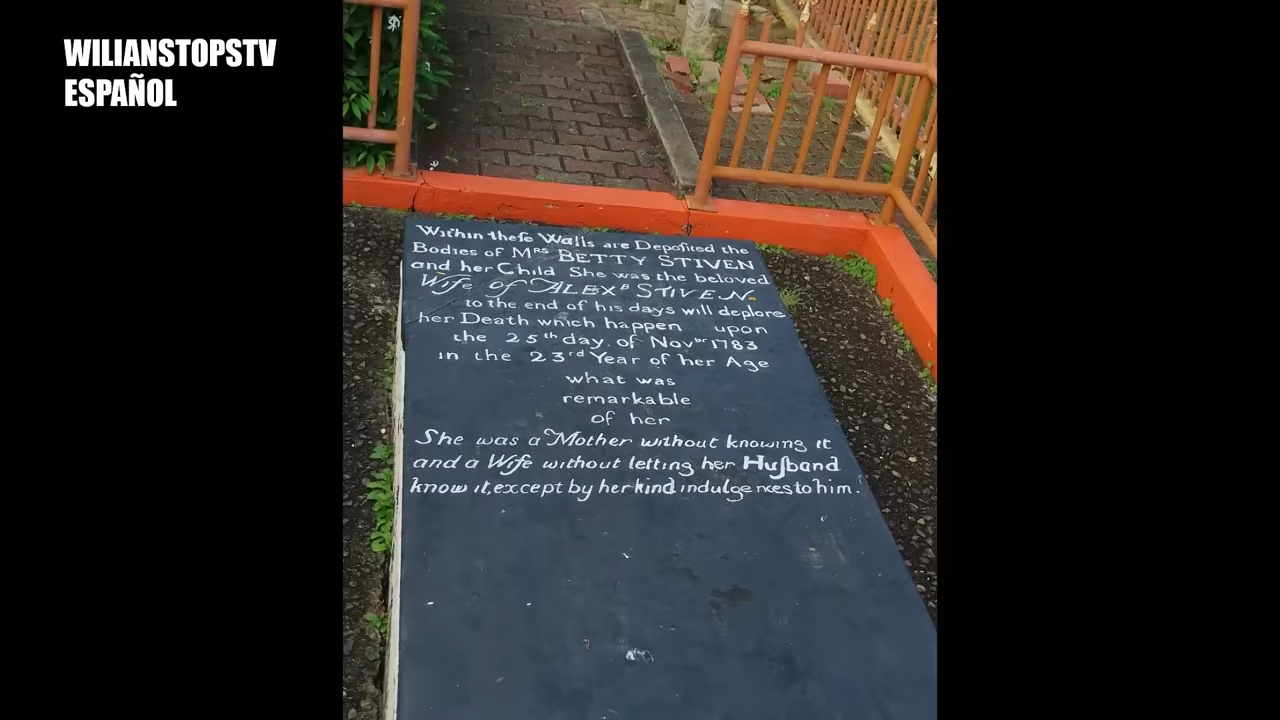 WILIANSTOPSTV
ESPAÑOL
Within theſe Walls are Depoſited the
Bodies of Mrs BETTY STIVEN
and her Child She was the beloved
Wife of ALEXB STIVEN.
to the end of his days will deplore
her Death which happen upon
the 25th day. of Novbr 1783
in the 23rd Year of her Age
what was
remarkable
of her
She was a Mother without knowing it
and a Wife without letting her Huſband
know it, except by her kind indulgences to him.